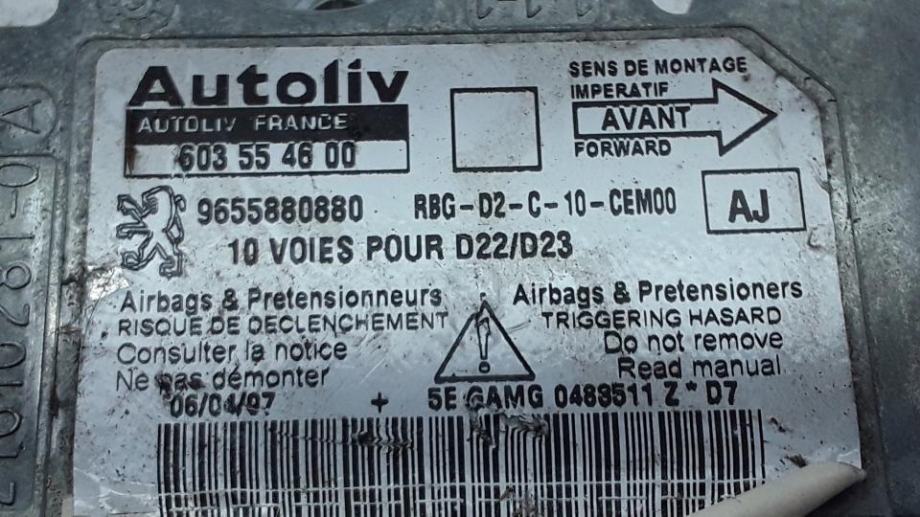 Autoliv
AUTOLIV FRANCE
603 55 46 00
SENS DE MONTAGE
IMPERATIF
AVANT
FORWARD
9655880880 RBG-D2-C-10-CEM00 AJ
10 VOIES POUR D22/D23
Airbags & Pretensionneurs
RISQUE DE DECLENCHEMENT
Consulter la notice
Ne pas démonter
Airbags & Pretensioners
TRIGGERING HASARD
Do not remove
Read manual
06/04/97 + 5E GAMG 0483511 Z * D7